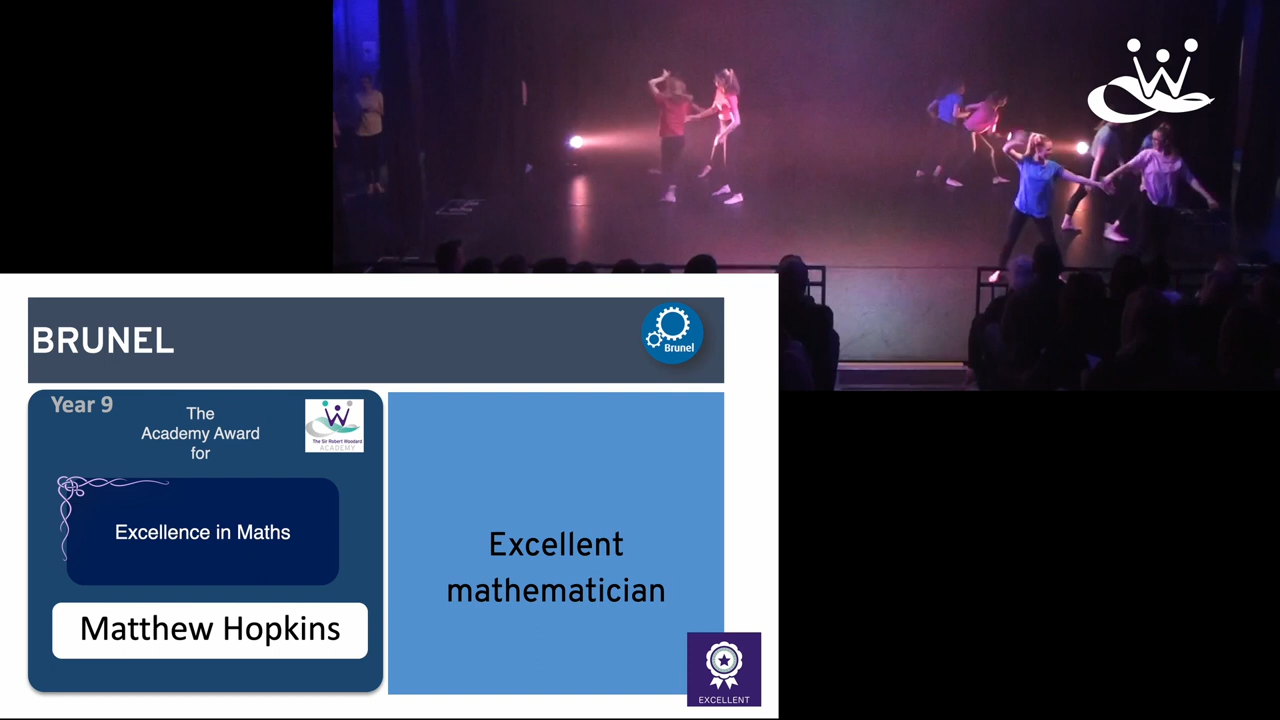 W
BRUNEL
Brunel
Year 9
The
Academy Award
for
W
The Sir Robert Woodard
ACADEMY
Excellence in Maths
Matthew Hopkins
Excellent
mathematician
EXCELLENT